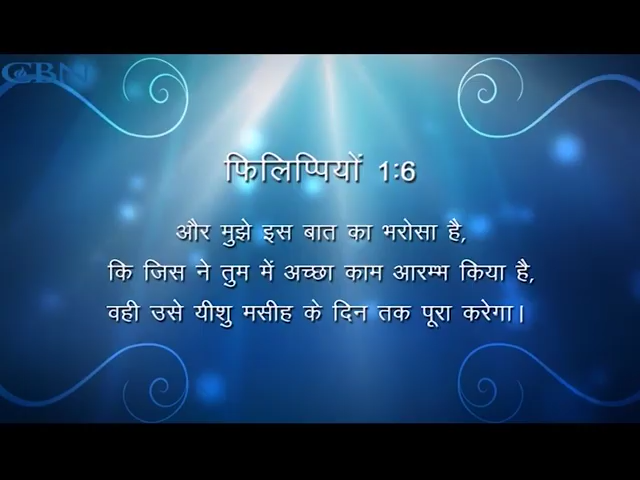 CBN
फिलिप्पियों 1:6
और मुझे इस बात का भरोसा है,
कि जिस ने तुम में अच्छा काम आरम्भ किया है,
वही उसे यीशु मसीह के दिन तक पूरा करेगा।